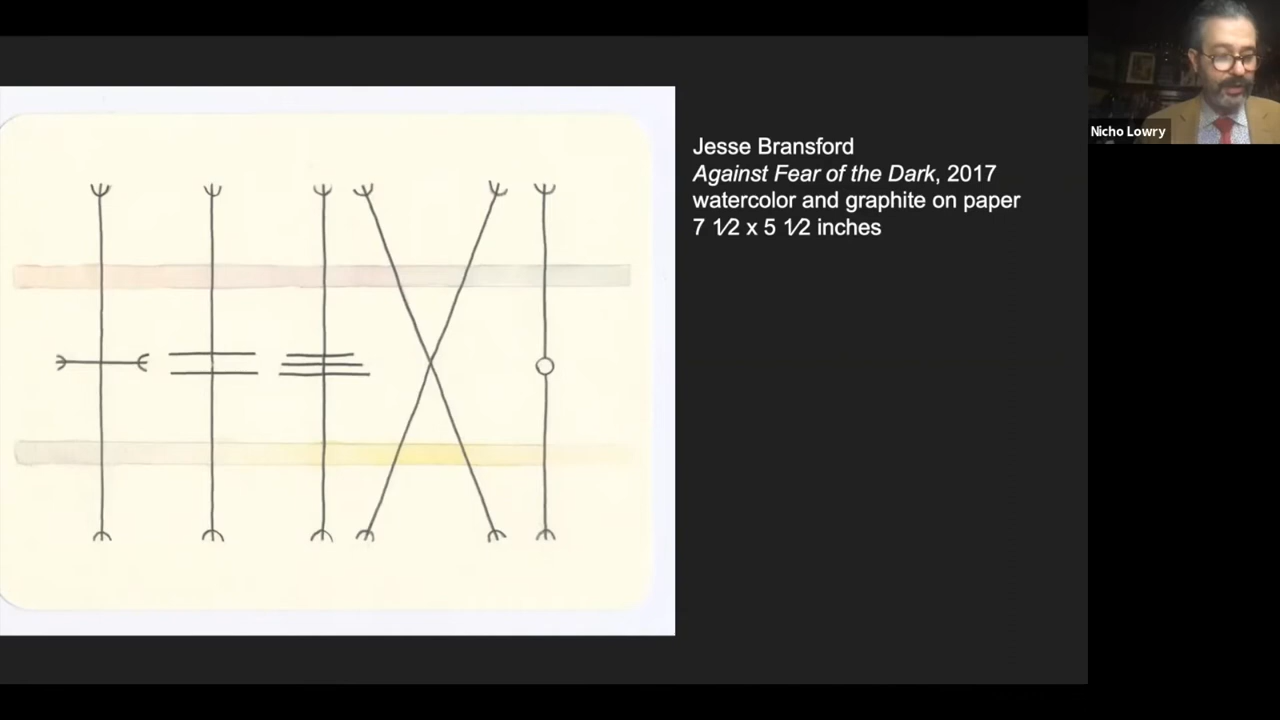 Jesse Bransford
Against Fear of the Dark, 2017
watercolor and graphite on paper
7 1⁄2 x 5 1⁄2 inches
Nicho Lowry